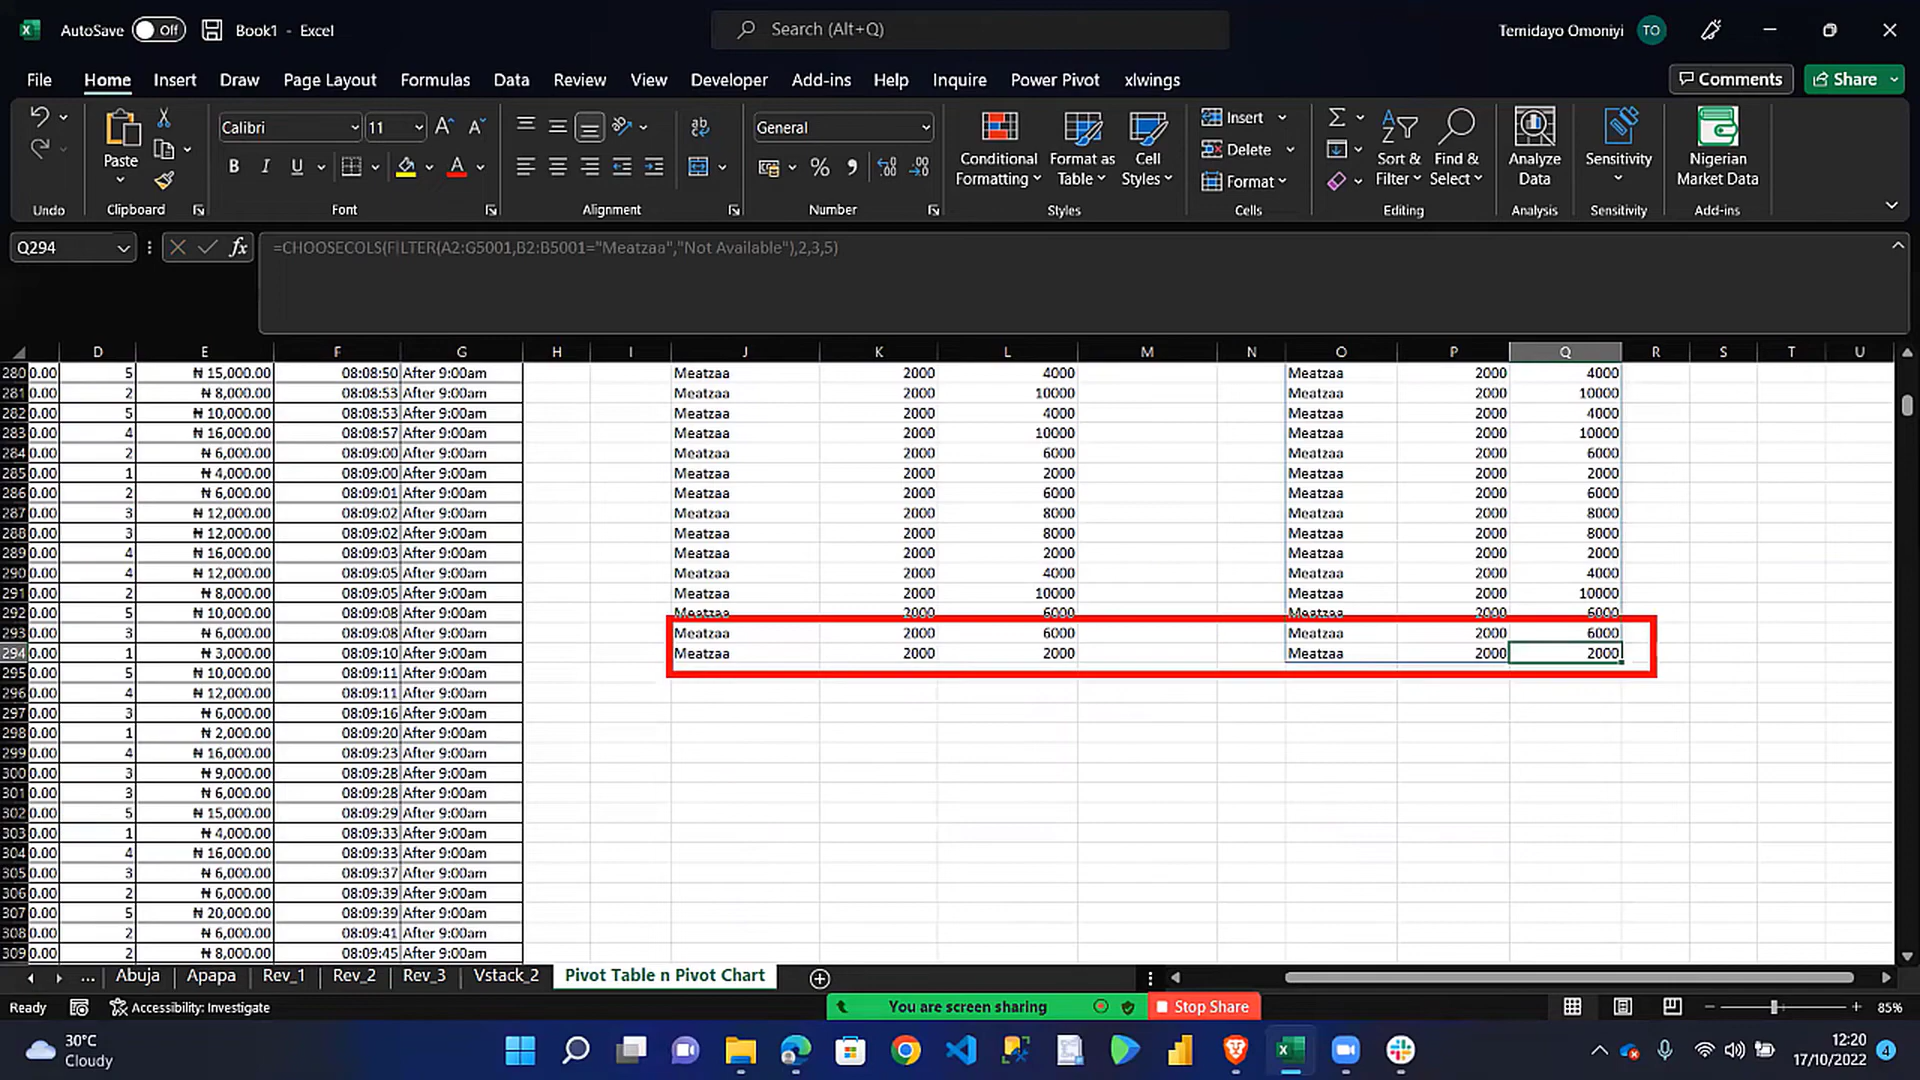 AutoSave Off Book1 - Excel Search (Alt+Q) Temidayo Omoniyi TO
File Home Insert Draw Page Layout Formulas Data Review View Developer Add-ins Help Inquire Power Pivot xlwings Comments Share
Calibri 11 General Insert
Paste Conditional Formatting Format as Table Cell Styles Delete Sort & Filter Find & Select Analyze Data Sensitivity Nigerian Market Data
B I U A % Format
Undo Clipboard Font Alignment Number Styles Cells Editing Analysis Sensitivity Add-ins
Q294 fx =CHOOSECOLS(FILTER(A2:G5001,B2:B5001="Meatzaa","Not Available"),2,3,5)
D E F G H I J K L M N O P Q R S T U
280 0.00 5 ₦ 15,000.00 08:08:50 After 9:00am Meatzaa 2000 4000 Meatzaa 2000 4000
281 0.00 2 ₦ 8,000.00 08:08:53 After 9:00am Meatzaa 2000 10000 Meatzaa 2000 10000
282 0.00 5 ₦ 10,000.00 08:08:53 After 9:00am Meatzaa 2000 4000 Meatzaa 2000 4000
283 0.00 4 ₦ 16,000.00 08:08:57 After 9:00am Meatzaa 2000 10000 Meatzaa 2000 10000
284 0.00 2 ₦ 6,000.00 08:09:00 After 9:00am Meatzaa 2000 6000 Meatzaa 2000 6000
285 0.00 1 ₦ 4,000.00 08:09:00 After 9:00am Meatzaa 2000 2000 Meatzaa 2000 2000
286 0.00 2 ₦ 6,000.00 08:09:01 After 9:00am Meatzaa 2000 6000 Meatzaa 2000 6000
287 0.00 3 ₦ 12,000.00 08:09:02 After 9:00am Meatzaa 2000 8000 Meatzaa 2000 8000
288 0.00 3 ₦ 12,000.00 08:09:02 After 9:00am Meatzaa 2000 8000 Meatzaa 2000 8000
289 0.00 4 ₦ 16,000.00 08:09:03 After 9:00am Meatzaa 2000 2000 Meatzaa 2000 2000
290 0.00 4 ₦ 12,000.00 08:09:05 After 9:00am Meatzaa 2000 4000 Meatzaa 2000 4000
291 0.00 2 ₦ 8,000.00 08:09:05 After 9:00am Meatzaa 2000 10000 Meatzaa 2000 10000
292 0.00 5 ₦ 10,000.00 08:09:08 After 9:00am Meatzaa 2000 6000 Meatzaa 2000 6000
293 0.00 3 ₦ 6,000.00 08:09:08 After 9:00am Meatzaa 2000 6000 Meatzaa 2000 6000
294 0.00 1 ₦ 3,000.00 08:09:10 After 9:00am Meatzaa 2000 2000 Meatzaa 2000 2000
295 0.00 5 ₦ 10,000.00 08:09:11 After 9:00am
296 0.00 4 ₦ 12,000.00 08:09:11 After 9:00am
297 0.00 3 ₦ 6,000.00 08:09:16 After 9:00am
298 0.00 1 ₦ 2,000.00 08:09:20 After 9:00am
299 0.00 4 ₦ 16,000.00 08:09:23 After 9:00am
300 0.00 3 ₦ 9,000.00 08:09:28 After 9:00am
301 0.00 3 ₦ 6,000.00 08:09:28 After 9:00am
302 0.00 5 ₦ 15,000.00 08:09:29 After 9:00am
303 0.00 1 ₦ 4,000.00 08:09:33 After 9:00am
304 0.00 4 ₦ 16,000.00 08:09:33 After 9:00am
305 0.00 3 ₦ 6,000.00 08:09:37 After 9:00am
306 0.00 2 ₦ 6,000.00 08:09:39 After 9:00am
307 0.00 5 ₦ 20,000.00 08:09:39 After 9:00am
308 0.00 2 ₦ 6,000.00 08:09:41 After 9:00am
309 0.00 2 ₦ 8,000.00 08:09:45 After 9:00am
... Abuja Apapa Rev_1 Rev_2 Rev_3 Vstack_2 Pivot Table n Pivot Chart
Ready Accessibility: Investigate You are screen sharing Stop Share 85%
30°C 12:20
Cloudy 17/10/2022 4